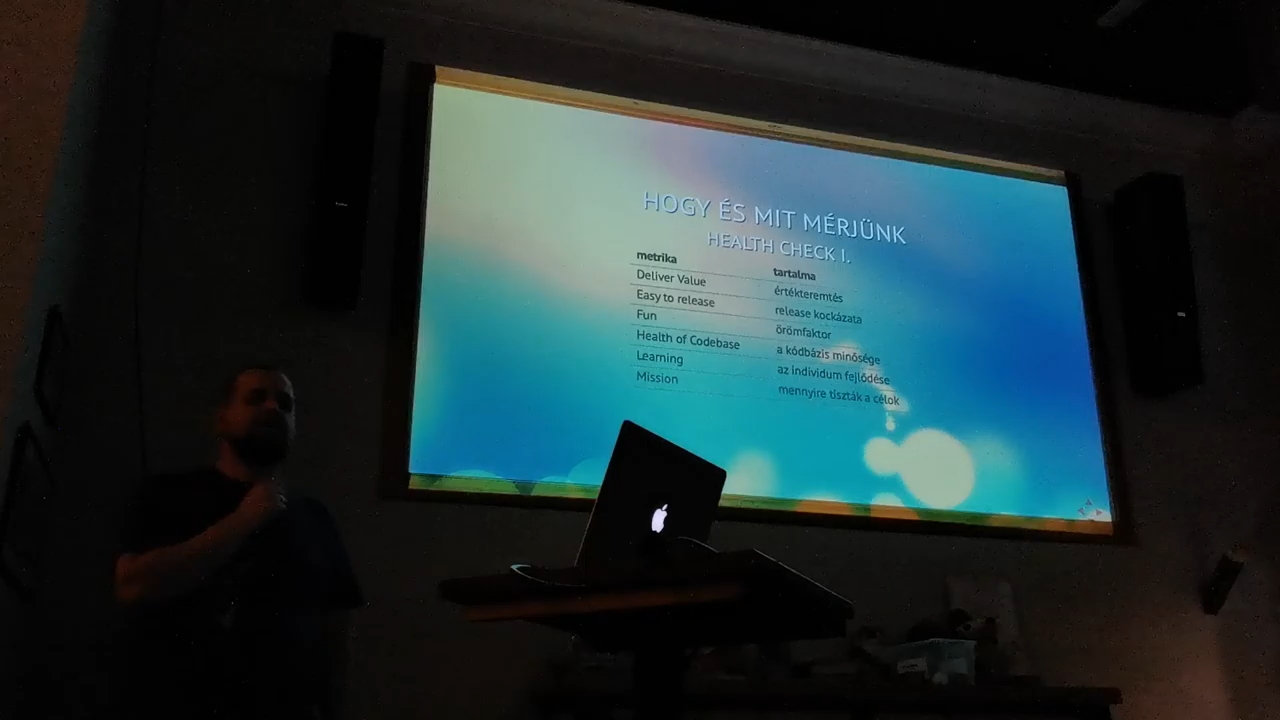 HOGY ÉS MIT MÉRJÜNK
HEALTH CHECK I.
metrika tartalma
Deliver Value értékteremtés
Easy to release release kockázata
Fun örömfaktor
Health of Codebase a kódbázis minősége
Learning az individum fejlődése
Mission mennyire tiszták a célok